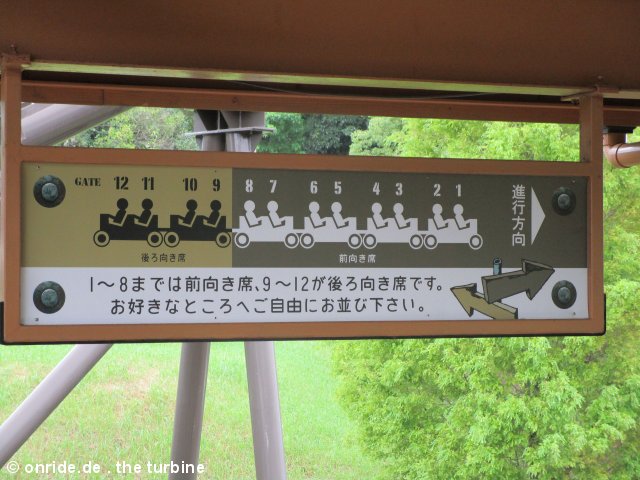 GATE 12 11 10 9 8 7 6 5 4 3 2 1
進行方向
後ろ向き席 前向き席
1～8までは前向き席、9～12が後ろ向き席です。
お好きなところへご自由にお並び下さい。
© onride.de . the turbine